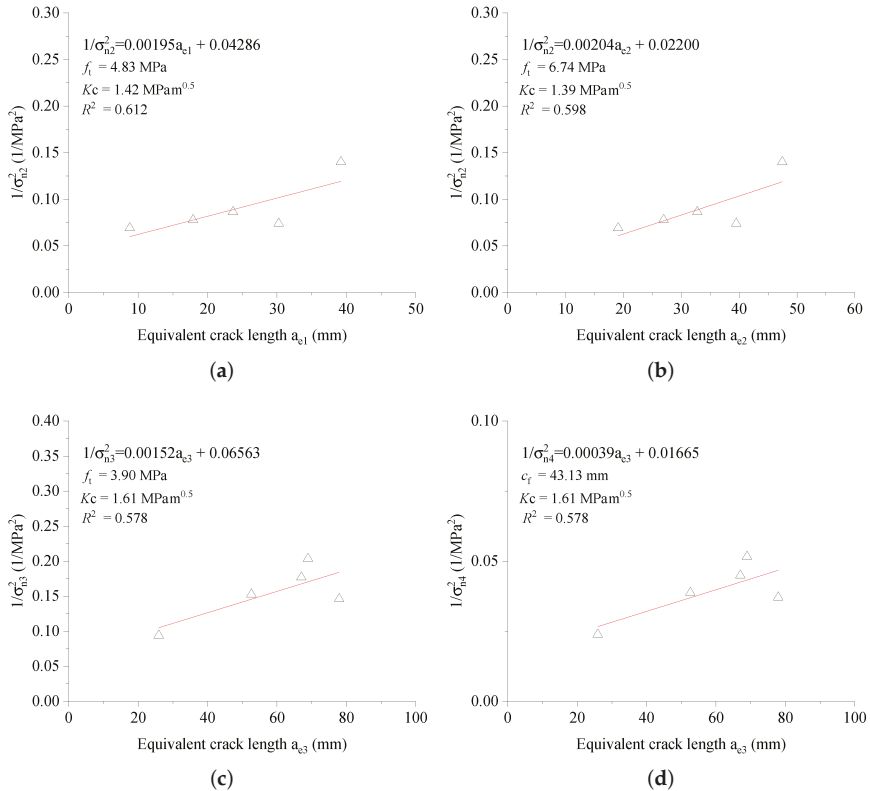 0.30
0.25
0.20
0.15
0.10
0.05
0.00
1/σ²n2 (1/MPa²)
1/σ²n2=0.00195ae1 + 0.04286
ft = 4.83 MPa
Kc = 1.42 MPam^0.5
R² = 0.612
0 10 20 30 40 50
Equivalent crack length ae1 (mm)
(a)
0.30
0.25
0.20
0.15
0.10
0.05
0.00
1/σ²n2 (1/MPa²)
1/σ²n2=0.00204ae2 + 0.02200
ft = 6.74 MPa
Kc = 1.39 MPam^0.5
R² = 0.598
0 10 20 30 40 50 60
Equivalent crack length ae2 (mm)
(b)
0.40
0.35
0.30
0.25
0.20
0.15
0.10
0.05
0.00
1/σ²n3 (1/MPa²)
1/σ²n3=0.00152ae3 + 0.06563
ft = 3.90 MPa
Kc = 1.61 MPam^0.5
R² = 0.578
0 20 40 60 80 100
Equivalent crack length ae3 (mm)
(c)
0.10
0.05
0.00
1/σ²n4 (1/MPa²)
1/σ²n4=0.00039ae3 + 0.01665
cf = 43.13 mm
Kc = 1.61 MPam^0.5
R² = 0.578
0 20 40 60 80 100
Equivalent crack length ae3 (mm)
(d)